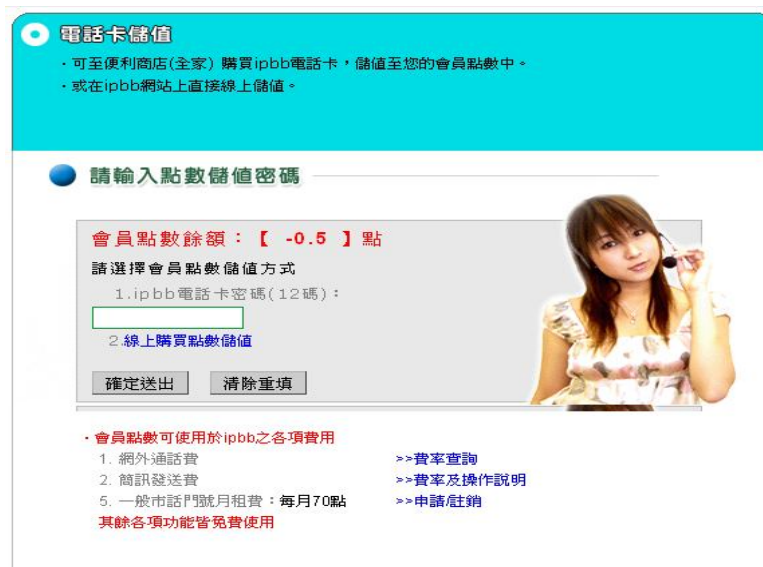 電話卡儲值
・可至便利商店(全家) 購買ipbb電話卡，儲值至您的會員點數中。
・或在ipbb網站上直接線上儲值。
請輸入點數儲值密碼
會員點數餘額：【 -0.5 】點
請選擇會員點數儲值方式
1.ipbb電話卡密碼(12碼)：
2.線上購買點數儲值
確定送出 清除重填
・會員點數可使用於ipbb之各項費用
1. 網外通話費 >>費率查詢
2. 簡訊發送費 >>費率及操作說明
5. 一般市話門號月租費：每月70點 >>申請/註銷
其餘各項功能皆免費使用